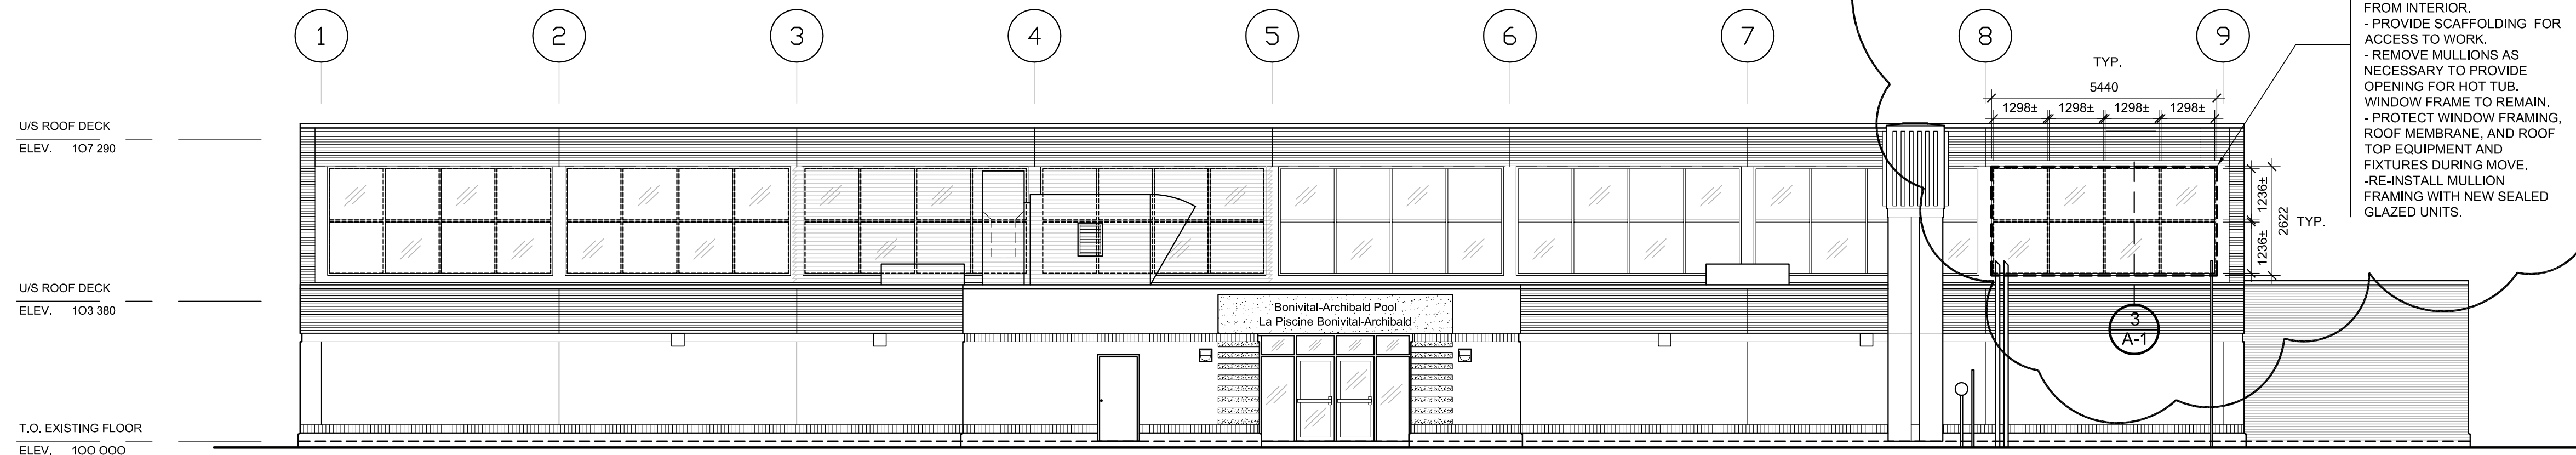 1
2
3
4
5
6
7
8
9
FROM INTERIOR.
- PROVIDE SCAFFOLDING FOR
ACCESS TO WORK.
- REMOVE MULLIONS AS
NECESSARY TO PROVIDE
OPENING FOR HOT TUB.
WINDOW FRAME TO REMAIN.
- PROTECT WINDOW FRAMING,
ROOF MEMBRANE, AND ROOF
TOP EQUIPMENT AND
FIXTURES DURING MOVE.
-RE-INSTALL MULLION
FRAMING WITH NEW SEALED
GLAZED UNITS.
TYP.
5440
1298± 1298± 1298± 1298±
1236±
1236±
2622
TYP.
U/S ROOF DECK
ELEV. 107 290
U/S ROOF DECK
ELEV. 103 380
Bonivital-Archibald Pool
La Piscine Bonivital-Archibald
3
A-1
T.O. EXISTING FLOOR
ELEV. 100 000